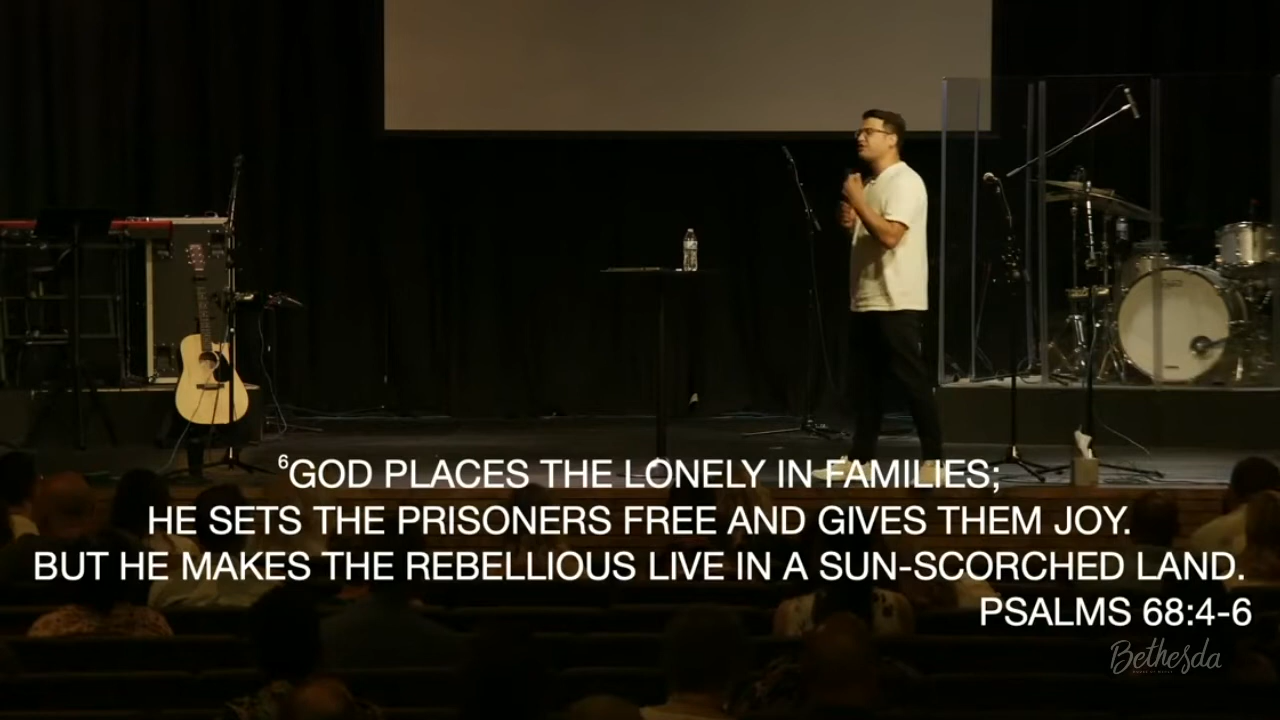 ⁶GOD PLACES THE LONELY IN FAMILIES;
HE SETS THE PRISONERS FREE AND GIVES THEM JOY.
BUT HE MAKES THE REBELLIOUS LIVE IN A SUN-SCORCHED LAND.
PSALMS 68:4-6
Bethesda